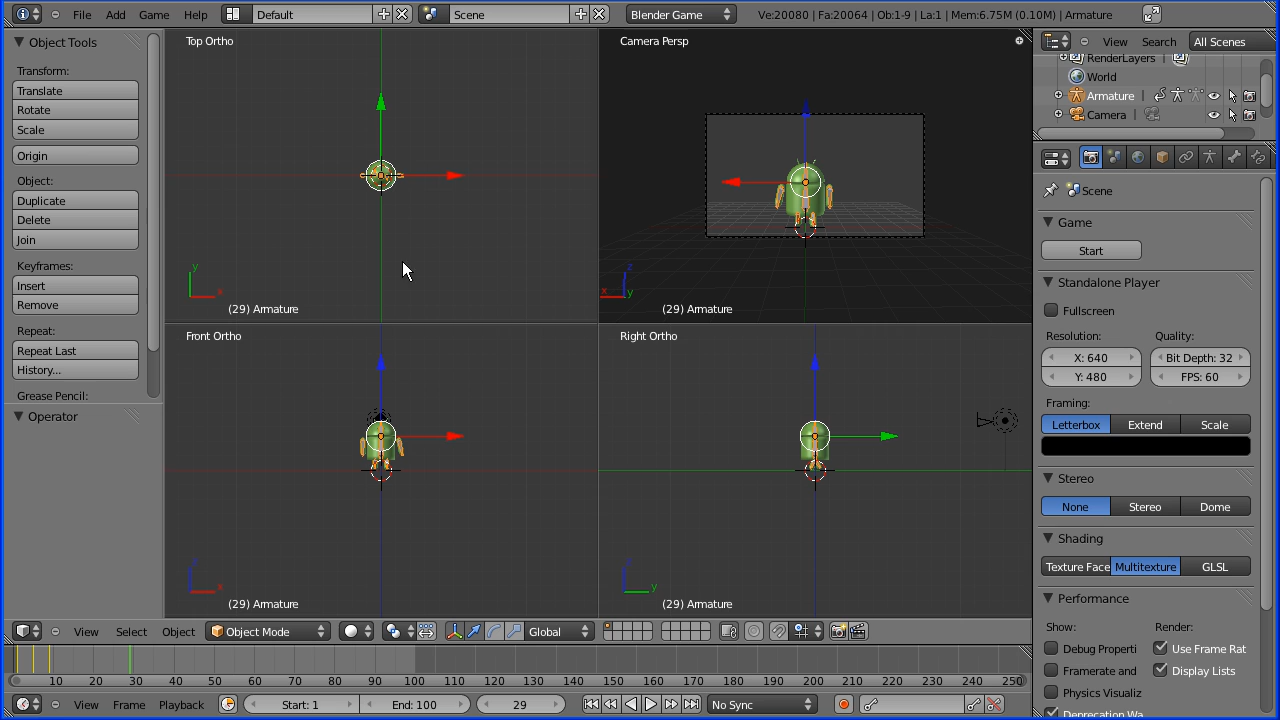 File Add Game Help Default Scene Blender Game Ve:20080 | Fa:20064 | Ob:1-9 | La:1 | Mem:6.75M (0.10M) | Armature
Object Tools
Transform:
Translate
Rotate
Scale
Origin
Object:
Duplicate
Delete
Join
Keyframes:
Insert
Remove
Repeat:
Repeat Last
History...
Grease Pencil:
Operator
Top Ortho
y
x
(29) Armature
Camera Persp
z
x
y
(29) Armature
Front Ortho
z
x
(29) Armature
Right Ortho
z
y
(29) Armature
View Search All Scenes
RenderLayers
World
Armature
Camera
Scene
Game
Start
Standalone Player
Fullscreen
Resolution: Quality:
X: 640 Bit Depth: 32
Y: 480 FPS: 60
Framing:
Letterbox Extend Scale
Stereo
None Stereo Dome
Shading
Texture Face Multitexture GLSL
Performance
Show: Render:
Debug Properti Use Frame Rat
Framerate and Display Lists
Physics Visualiz
Deprecation Wa
View Select Object Object Mode Global
10 20 30 40 50 60 70 80 90 100 110 120 130 140 150 160 170 180 190 200 210 220 230 240 250
View Frame Playback Start: 1 End: 100 29 No Sync